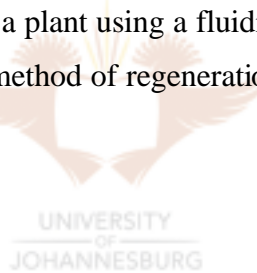 a plant using a fluid
method of regeneratio
UNIVERSITY
OF
JOHANNESBURG